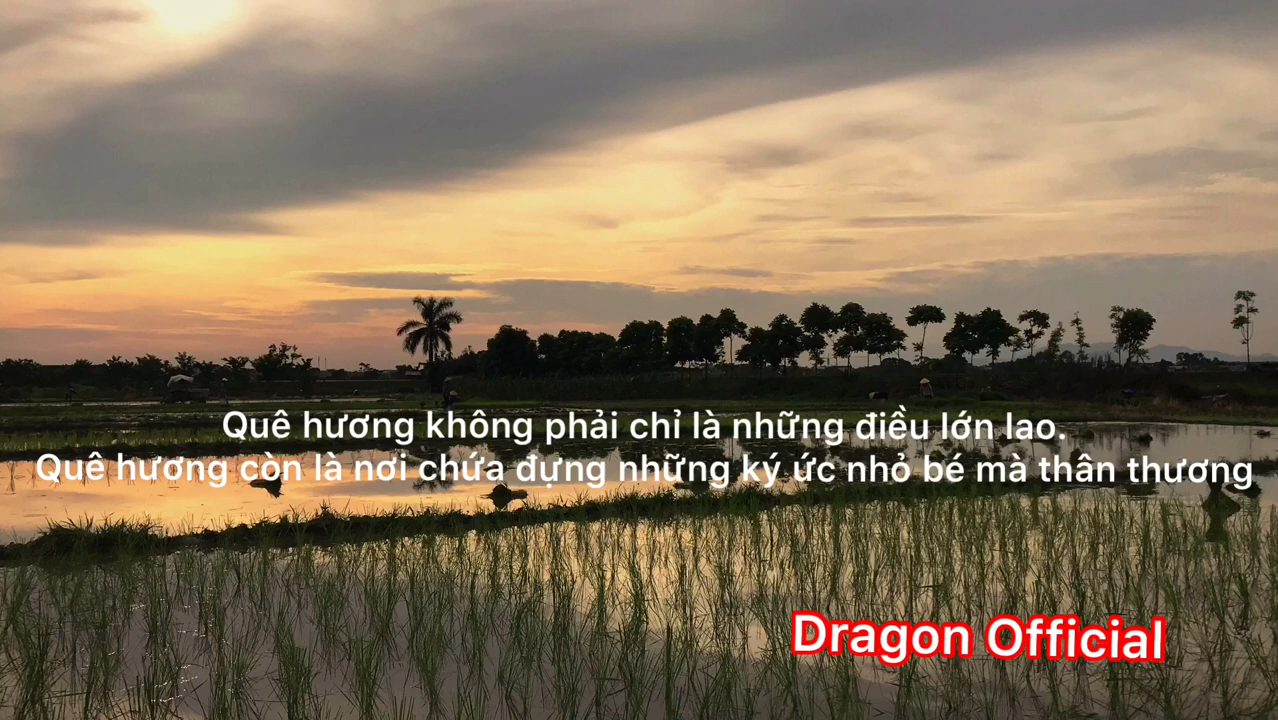 Quê hương không phải chỉ là những điều lớn lao.
Quê hương còn là nơi chứa đựng những ký ức nhỏ bé mà thân thương
Dragon Official